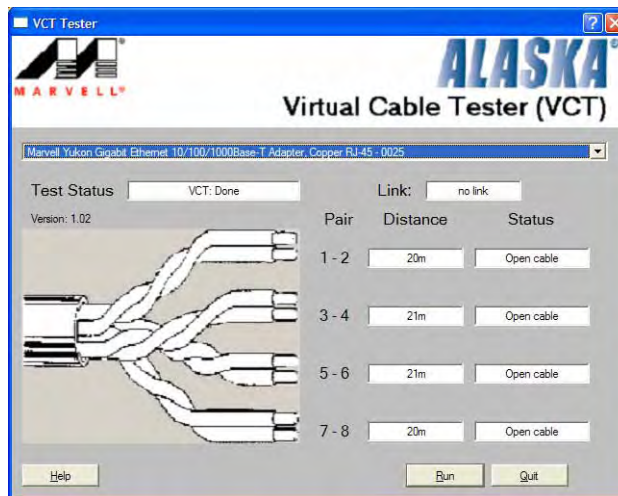 VCT Tester
MARVELL®
ALASKA®
Virtual Cable Tester (VCT)
Marvell Yukon Gigabit Ethernet 10/100/1000Base-T Adapter, Copper RJ-45 - 0025
Test Status VCT: Done Link: no link
Version: 1.02 Pair Distance Status
1 - 2 20m Open cable
3 - 4 21m Open cable
5 - 6 21m Open cable
7 - 8 20m Open cable
Help Run Quit